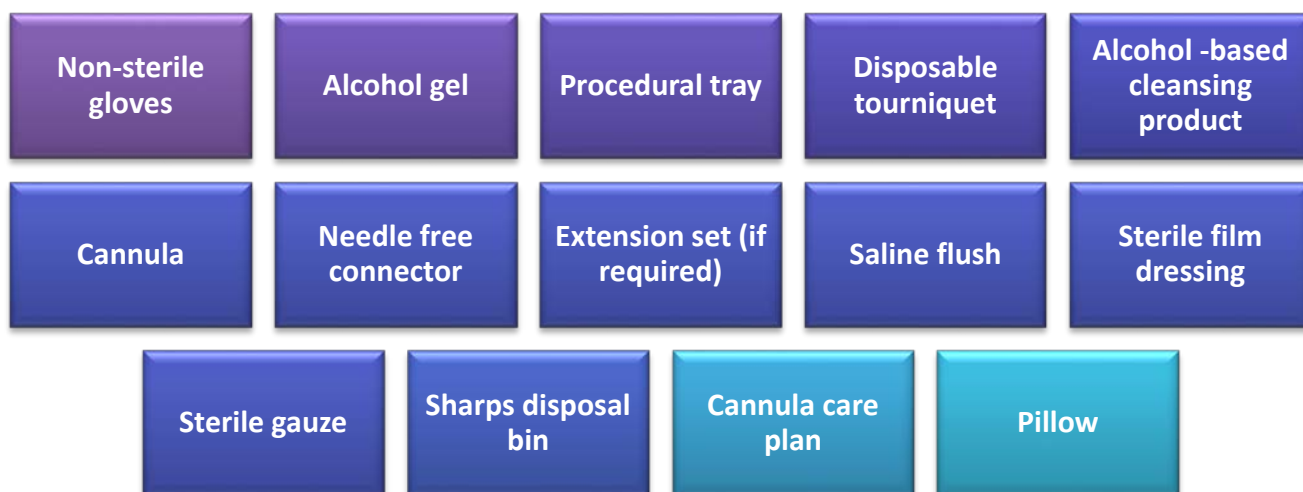 Non-sterile
gloves
Alcohol gel
Procedural tray
Disposable
tourniquet
Alcohol -based
cleansing
product
Cannula
Needle free
connector
Extension set (if
required)
Saline flush
Sterile film
dressing
Sterile gauze
Sharps disposal
bin
Cannula care
plan
Pillow